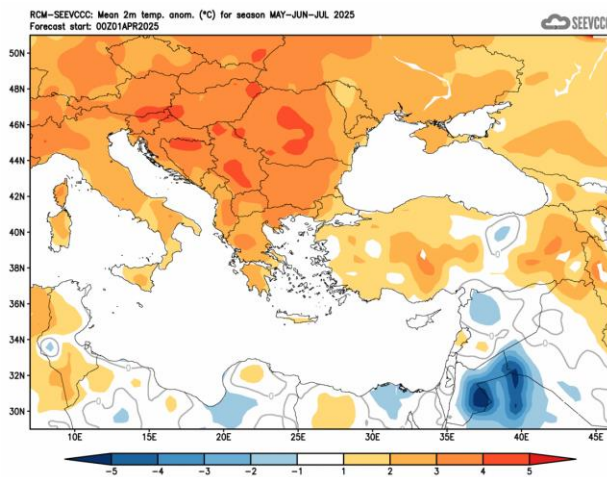 RCM-SEEVCCC: Mean 2m temp. anom. (°C) for season MAY-JUN-JUL 2025
Forecast start: 00Z01APR2025
SEEVCCC
50N
48N
46N
44N
42N
40N
38N
36N
34N
32N
30N
10E 15E 20E 25E 30E 35E 40E 45E
-5 -4 -3 -2 -1 1 2 3 4 5